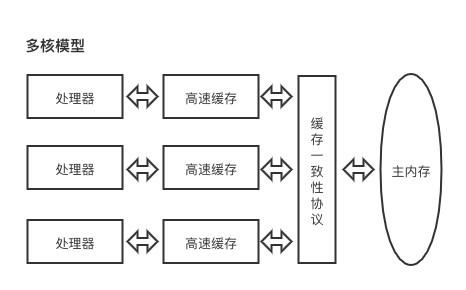 多核模型
处理器
高速缓存
处理器
高速缓存
处理器
高速缓存
缓存一致性协议
主内存